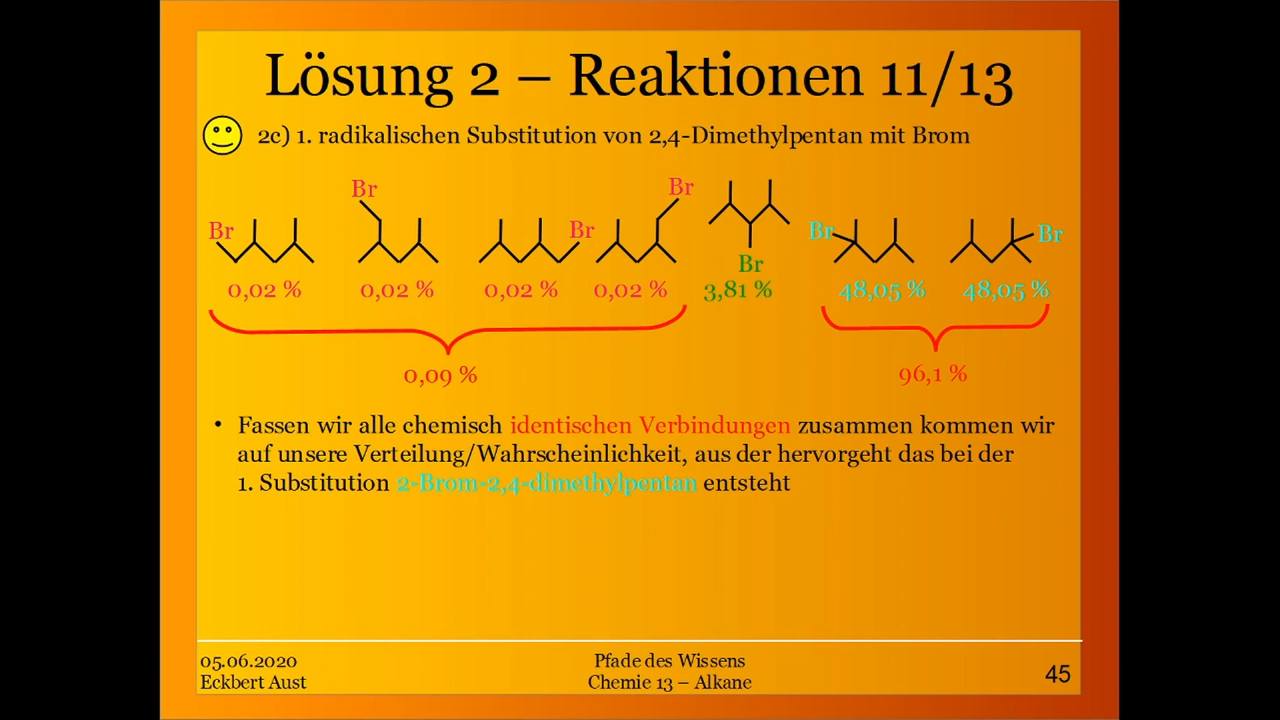 Lösung 2 – Reaktionen 11/13
2c) 1. radikalischen Substitution von 2,4-Dimethylpentan mit Brom
Br Br Br Br Br Br Br
0,02 % 0,02 % 0,02 % 0,02 % 3,81 % 48,05 % 48,05 %
0,09 % 96,1 %
• Fassen wir alle chemisch identischen Verbindungen zusammen kommen wir
auf unsere Verteilung/Wahrscheinlichkeit, aus der hervorgeht das bei der
1. Substitution 2-Brom-2,4-dimethylpentan entsteht
05.06.2020
Eckbert Aust
Pfade des Wissens
Chemie 13 – Alkane
45